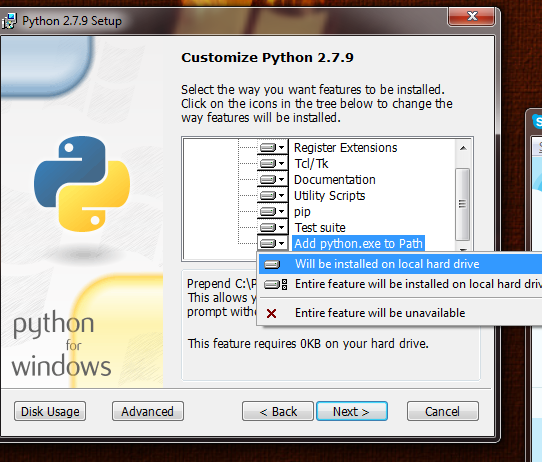 Python 2.7.9 Setup
Customize Python 2.7.9
Select the way you want features to be installed.
Click on the icons in the tree below to change the
way features will be installed.
Register Extensions
Tcl/Tk
Documentation
Utility Scripts
pip
Test suite
Add python.exe to Path
Will be installed on local hard drive
Entire feature will be installed on local hard
Entire feature will be unavailable
Prepend
This allows
prompt
This feature requires 0KB on your hard drive.
python
for
windows
Disk Usage
Advanced
< Back
Next >
Cancel